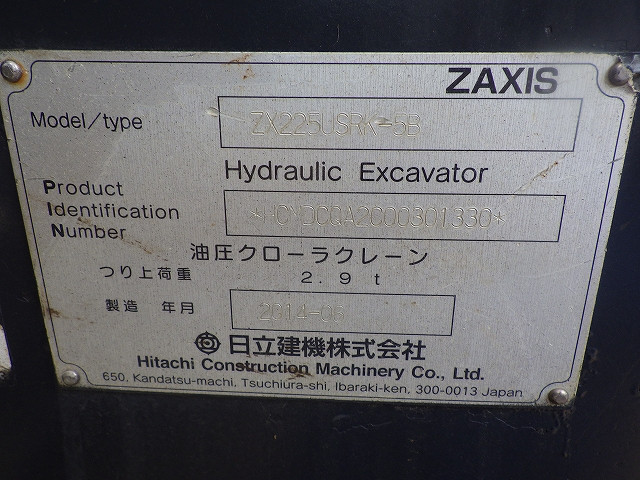 ZAXIS
Model/type ZX225USRK-5B
Hydraulic Excavator
Product
Identification
Number
*HCMDCQA2000301330*
油圧クローラクレーン
つり上荷重 2.9 t
製造 年月 2014-05
日立建機株式会社
Hitachi Construction Machinery Co., Ltd.
650, Kandatsu-machi, Tsuchiura-shi, Ibaraki-ken, 300-0013 Japan